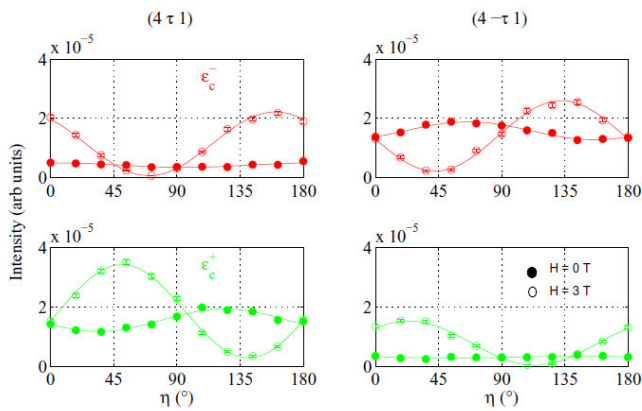 (4 τ 1)
(4 −τ 1)
x 10⁻⁵
x 10⁻⁵
4
2
0
0 45 90 135 180
ε꜀⁻
4
2
0
0 45 90 135 180
Intensity (arb units)
x 10⁻⁵
x 10⁻⁵
4
2
0
0 45 90 135 180
ε꜀⁺
η (°)
4
2
0
0 45 90 135 180
H = 0 T
H = 3 T
η (°)